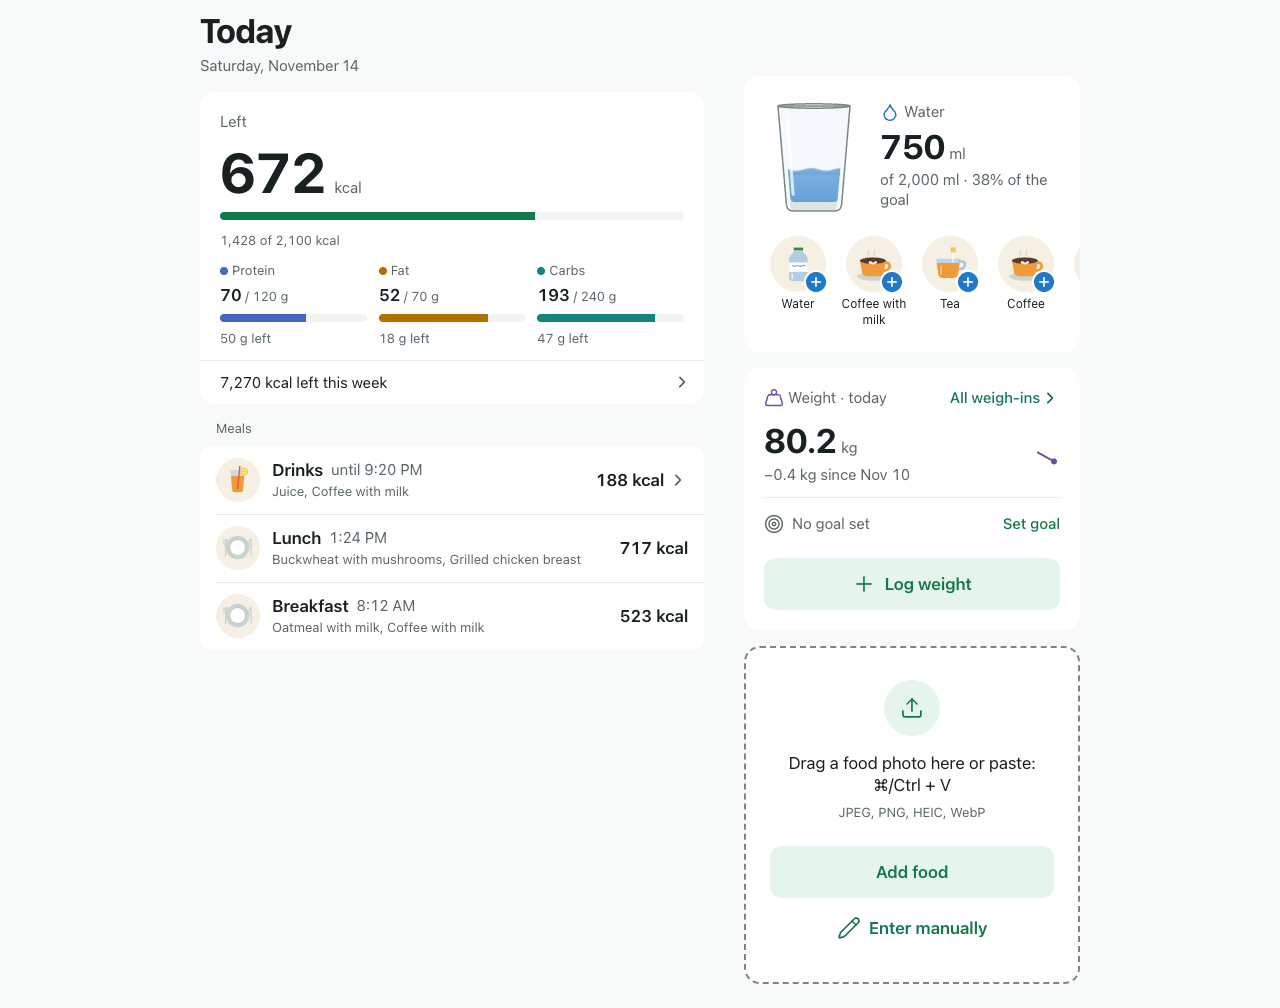 Today
Saturday, November 14
Left
672 kcal
1,428 of 2,100 kcal
Protein
70 / 120 g
50 g left
Fat
52 / 70 g
18 g left
Carbs
193 / 240 g
47 g left
7,270 kcal left this week
Meals
Drinks until 9:20 PM
Juice, Coffee with milk
188 kcal
Lunch 1:24 PM
Buckwheat with mushrooms, Grilled chicken breast
717 kcal
Breakfast 8:12 AM
Oatmeal with milk, Coffee with milk
523 kcal
Water
750 ml
of 2,000 ml · 38% of the
goal
Water
Coffee with
milk
Tea
Coffee
Weight · today
All weigh-ins
80.2 kg
−0.4 kg since Nov 10
No goal set
Set goal
Log weight
Drag a food photo here or paste:
⌘/Ctrl + V
JPEG, PNG, HEIC, WebP
Add food
Enter manually